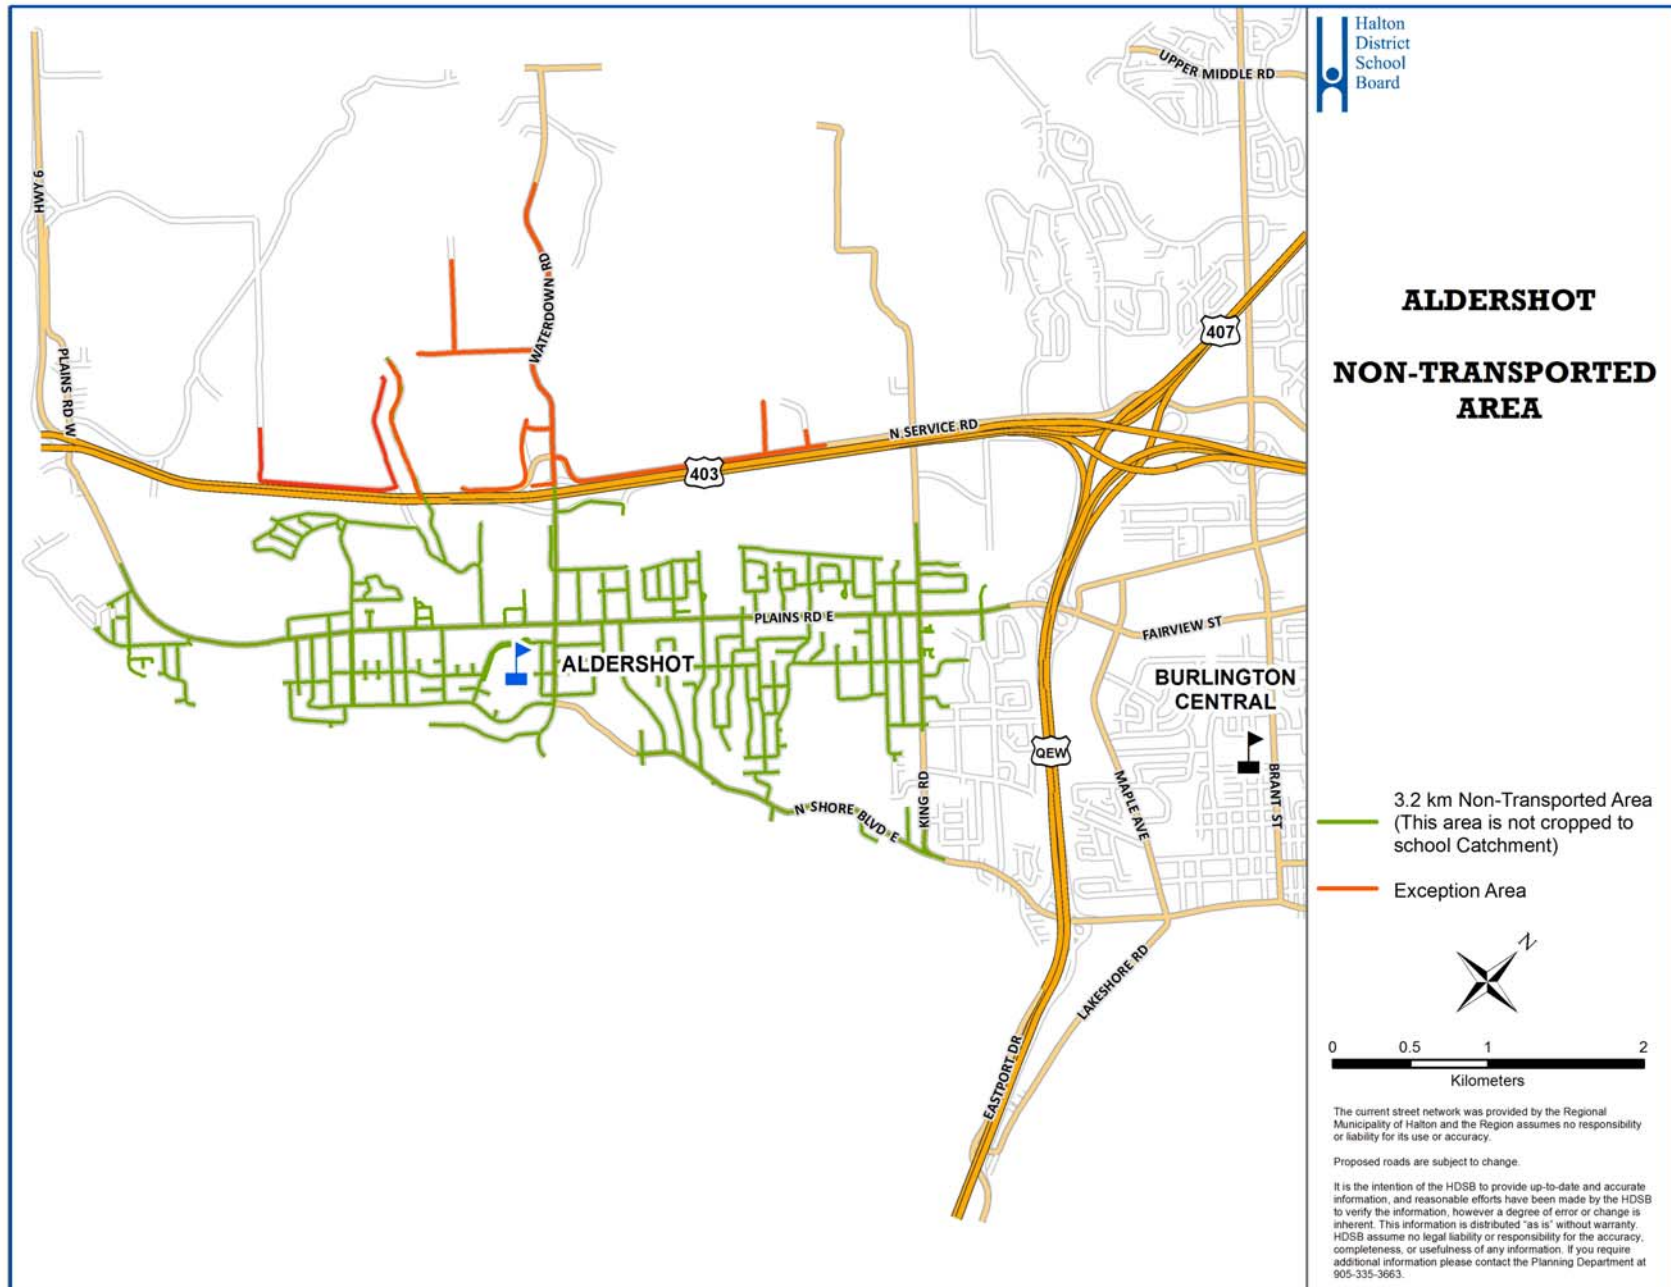 Halton
District
School
Board
ALDERSHOT
NON-TRANSPORTED
AREA
UPPER MIDDLE RD
HWY 6
WATERDOWN RD
407
PLAINS RD W
N SERVICE RD
403
PLAINS RD E
FAIRVIEW ST
ALDERSHOT
BURLINGTON
CENTRAL
QEW
KING RD
MAPLE AVE
BRANT ST
N SHORE BLVD E
LAKESHORE RD
EASTPORT DR
3.2 km Non-Transported Area
(This area is not cropped to
school Catchment)
Exception Area
N
0 0.5 1 2
Kilometers
The current street network was provided by the Regional
Municipality of Halton and the Region assumes no responsibility
or liability for its use or accuracy.
Proposed roads are subject to change.
It is the intention of the HDSB to provide up-to-date and accurate
information, and reasonable efforts have been made by the HDSB
to verify the information, however a degree of error or change is
inherent. This information is distributed “as is” without warranty.
HDSB assume no legal liability or responsibility for the accuracy,
completeness, or usefulness of any information. If you require
additional information please contact the Planning Department at
905-335-3663.